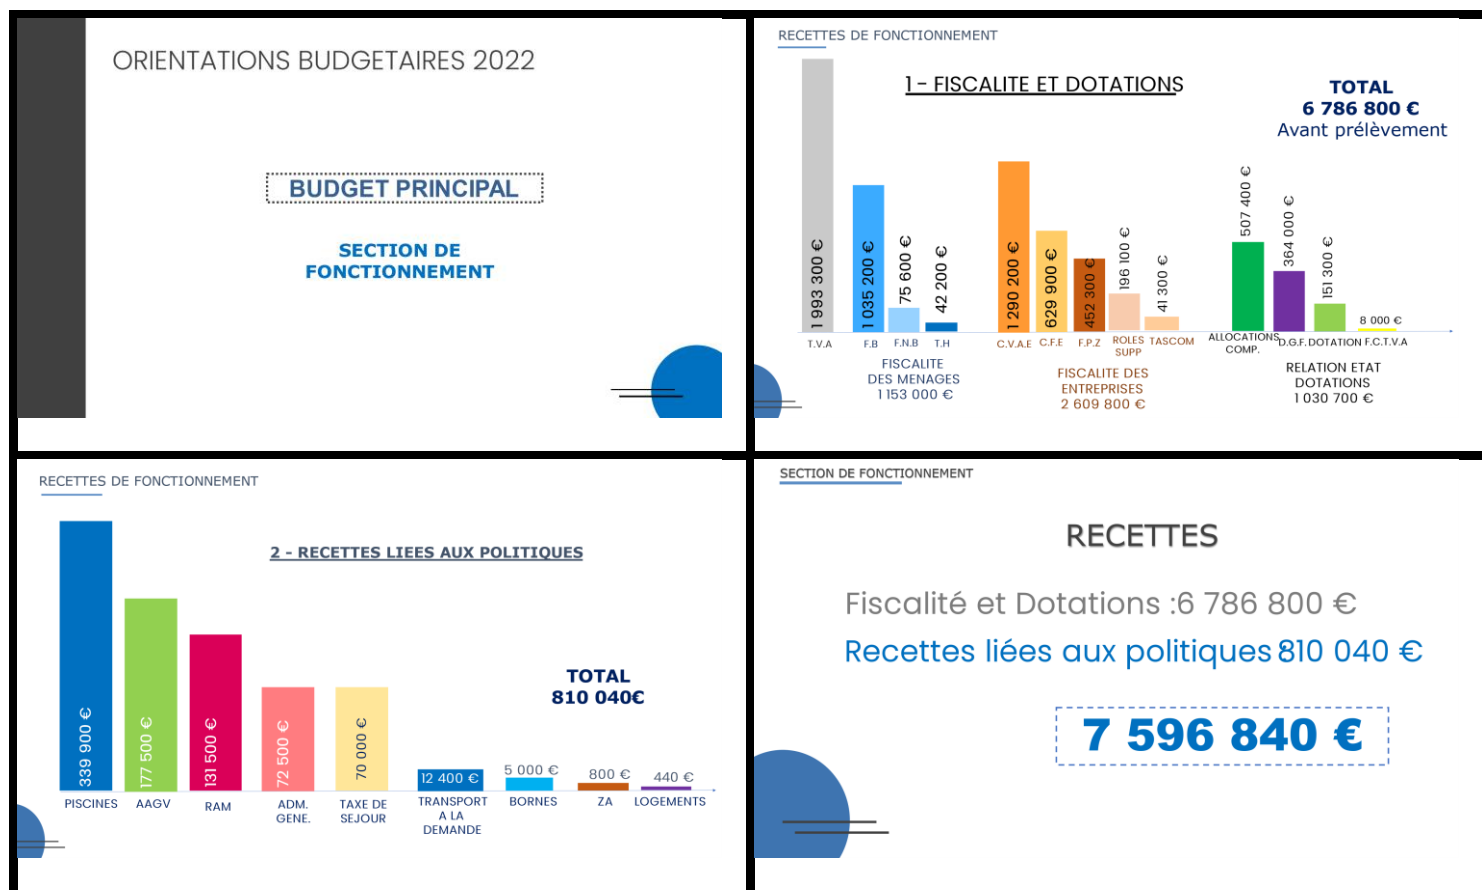 ORIENTATIONS BUDGETAIRES 2022
BUDGET PRINCIPAL
SECTION DE
FONCTIONNEMENT
RECETTES DE FONCTIONNEMENT
1 - FISCALITE ET DOTATIONS
TOTAL
6 786 800 €
Avant prélèvement
1 993 300 €
1 035 200 €
75 600 €
42 200 €
1 290 200 €
629 900 €
452 300 €
196 100 €
41 300 €
507 400 €
364 000 €
151 300 €
8 000 €
T.V.A
F.B
F.N.B
T.H
C.V.A.E
C.F.E
F.P.Z
ROLES
SUPP
TASCOM
ALLOCATIONS
COMP.
D.G.F.
DOTATION
F.C.T.V.A
FISCALITE
DES MENAGES
1 153 000 €
FISCALITE DES
ENTREPRISES
2 609 800 €
RELATION ETAT
DOTATIONS
1 030 700 €
RECETTES DE FONCTIONNEMENT
2 - RECETTES LIEES AUX POLITIQUES
TOTAL
810 040€
339 900 €
177 500 €
131 500 €
72 500 €
70 000 €
12 400 €
5 000 €
800 €
440 €
PISCINES
AAGV
RAM
ADM.
GENE.
TAXE DE
SEJOUR
TRANSPORT
A LA
DEMANDE
BORNES
ZA
LOGEMENTS
SECTION DE FONCTIONNEMENT
RECETTES
Fiscalité et Dotations :6 786 800 €
Recettes liées aux politiques :810 040 €
7 596 840 €